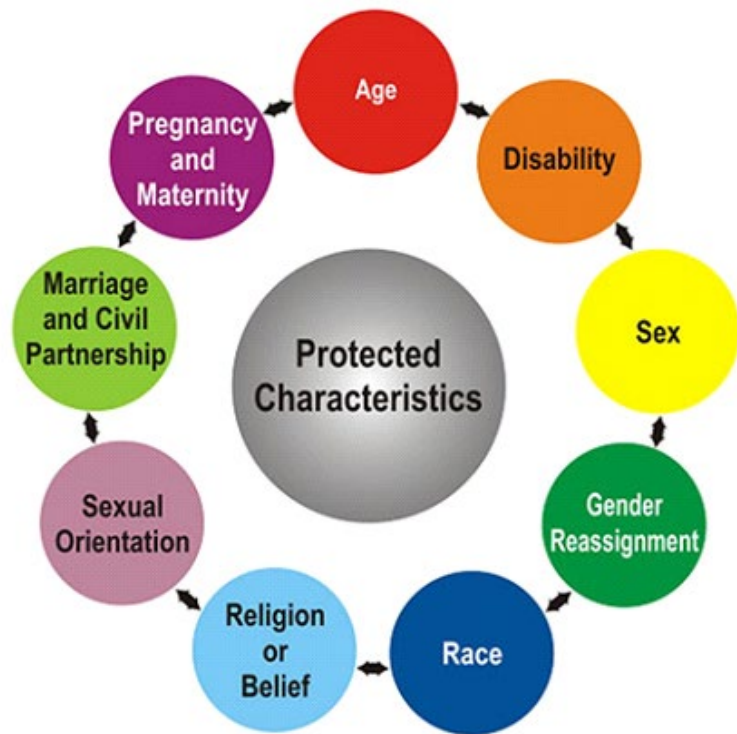 Age
Disability
Sex
Gender
Reassignment
Race
Religion
or
Belief
Sexual
Orientation
Marriage
and Civil
Partnership
Pregnancy
and
Maternity
Protected
Characteristics